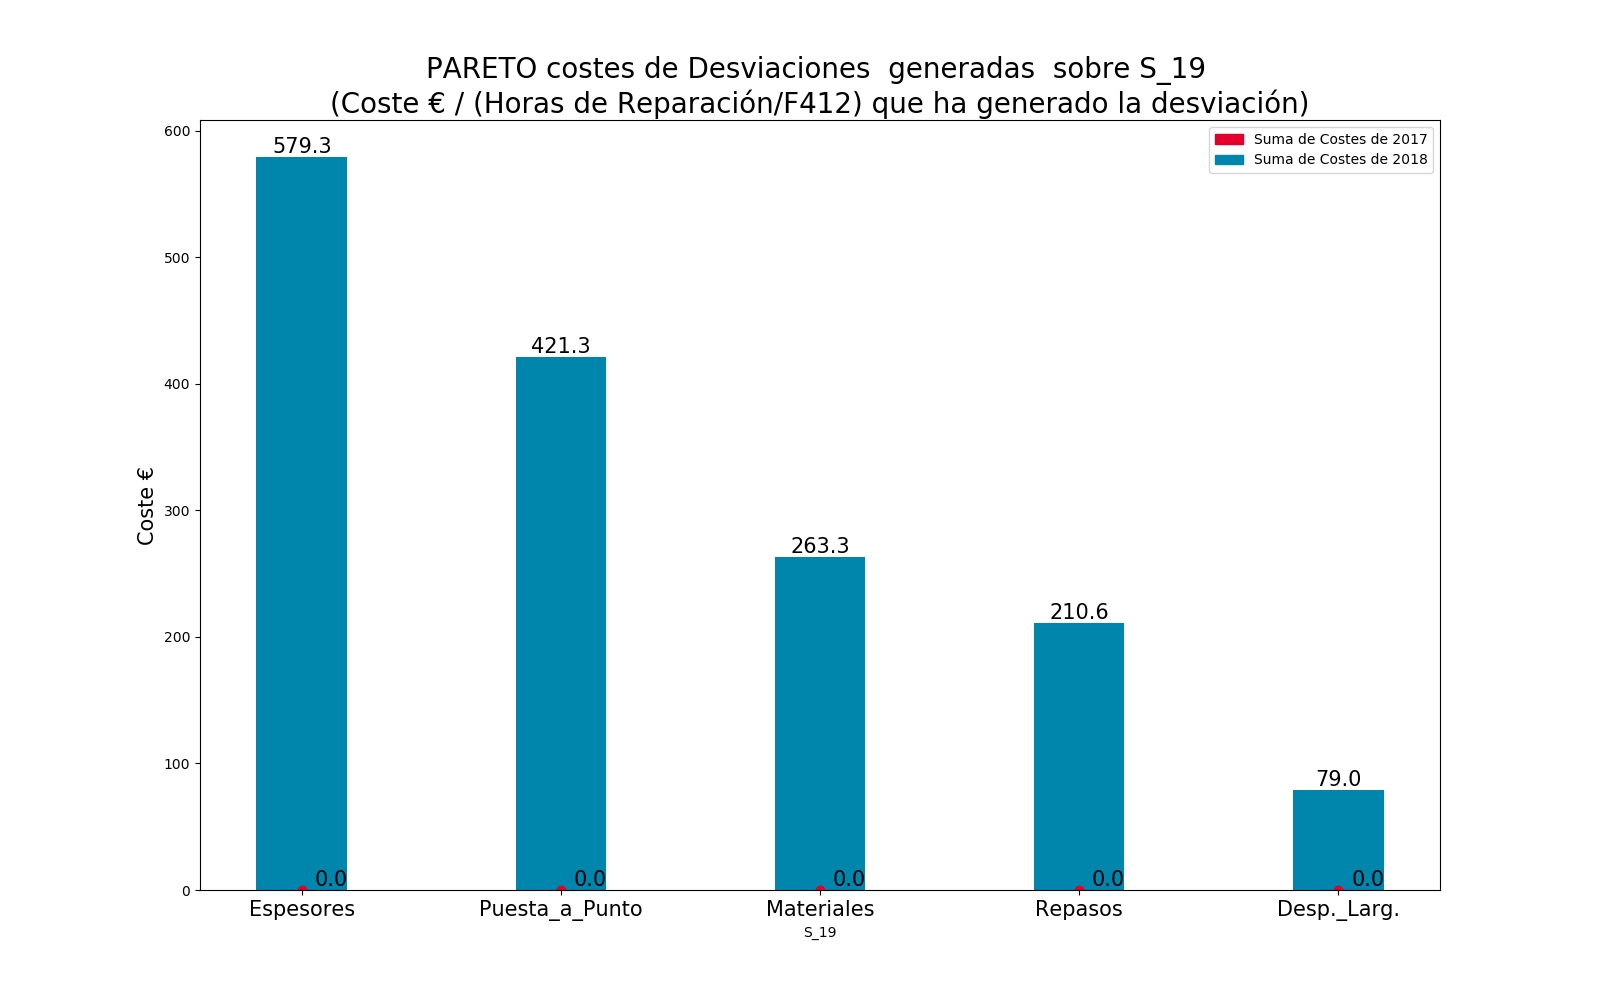 PARETO costes de Desviaciones  generadas  sobre S_19
(Coste € / (Horas de Reparación/F412) que ha generado la desviación)
Suma de Costes de 2017
Suma de Costes de 2018
Coste €
600
500
400
300
200
100
0
579.3
421.3
263.3
210.6
79.0
0.0
0.0
0.0
0.0
0.0
Espesores
Puesta_a_Punto
Materiales
Repasos
Desp._Larg.
S_19